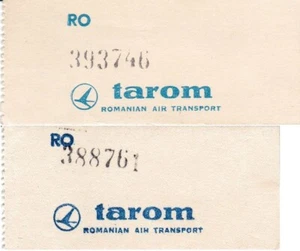 RO
393746
tarom
ROMANIAN AIR TRANSPORT
RO
388761
tarom
ROMANIAN AIR TRANSPORT